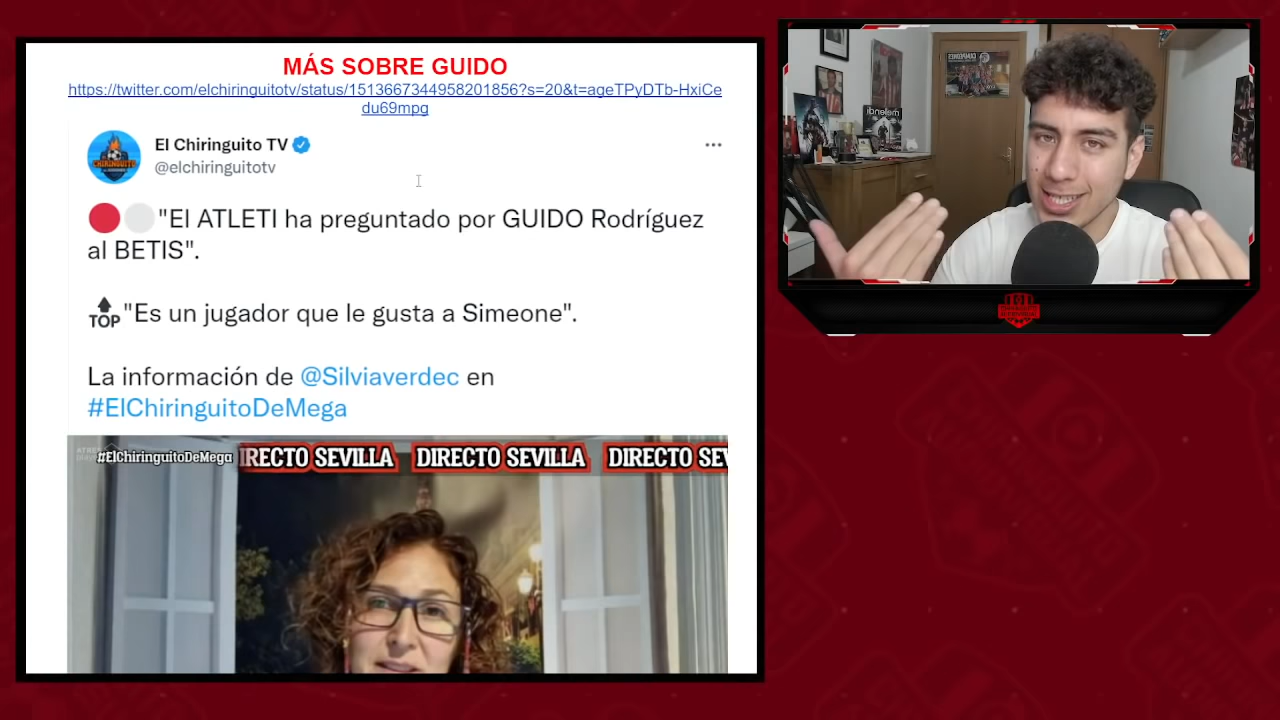 MÁS SOBRE GUIDO
https://twitter.com/elchiringuitotv/status/1513667344958201856?s=20&t=ageTPyDTb-HxiCe
du69mpg
El Chiringuito TV
@elchiringuitotv
"El ATLETI ha preguntado por GUIDO Rodríguez
al BETIS".
TOP "Es un jugador que le gusta a Simeone".
La información de @Silviaverdec en
#ElChiringuitoDeMega
#ElChiringuitoDeMega
IRECTO SEVILLA DIRECTO SEVILLA DIRECTO SEV
melendi